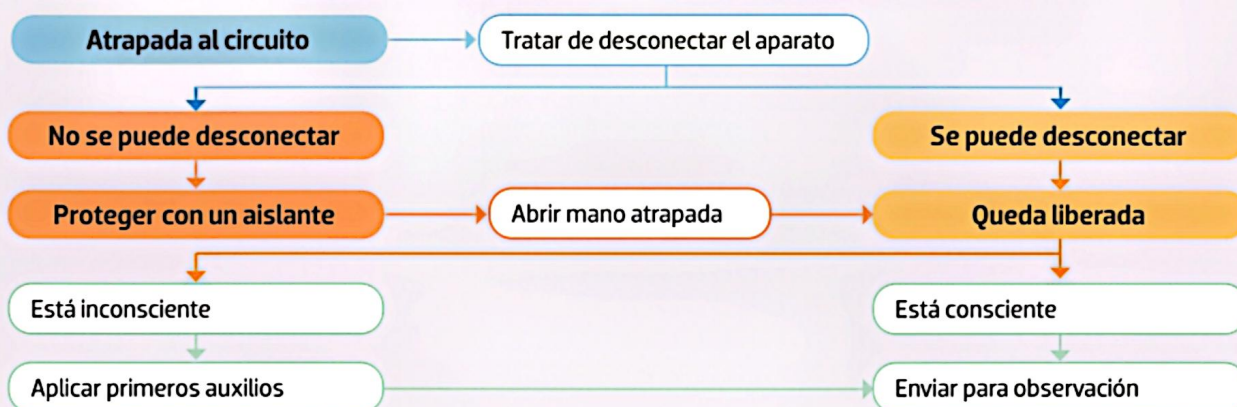 Atrapada al circuito
Tratar de desconectar el aparato
No se puede desconectar
Se puede desconectar
Proteger con un aislante
Abrir mano atrapada
Queda liberada
Está inconsciente
Está consciente
Aplicar primeros auxilios
Enviar para observación